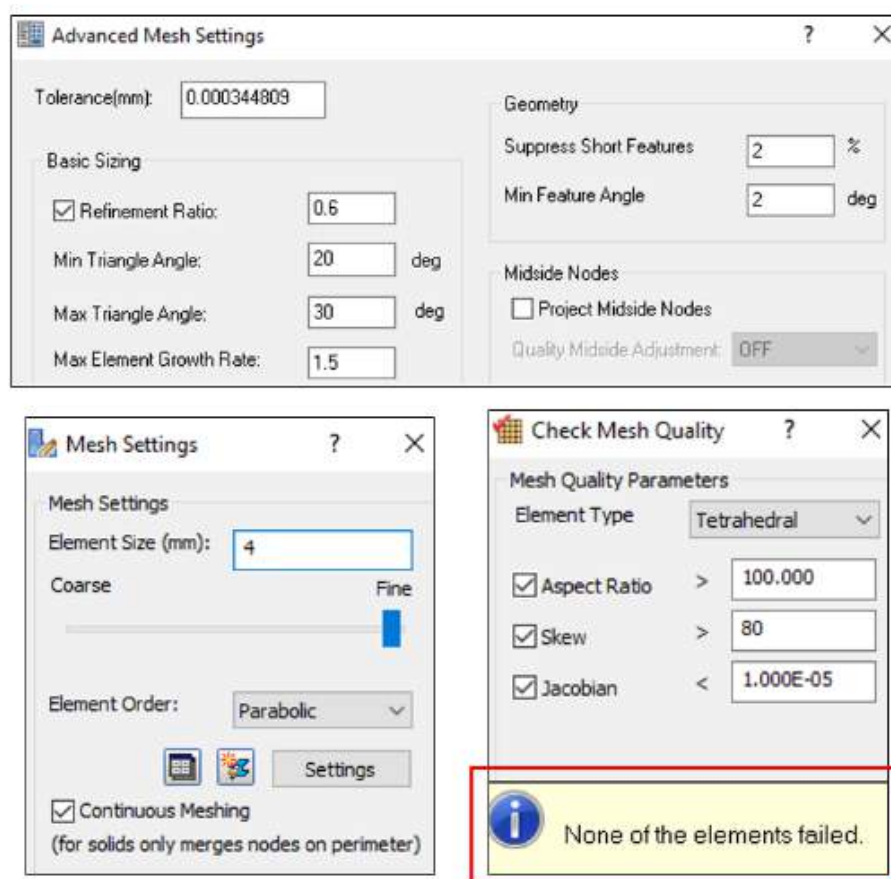 Advanced Mesh Settings ?
Tolerance(mm): 0.000344809
Basic Sizing
Refinement Ratio: 0.6
Min Triangle Angle: 20 deg
Max Triangle Angle: 30 deg
Max Element Growth Rate: 1.5
Geometry
Suppress Short Features 2 %
Min Feature Angle 2 deg
Midside Nodes
Project Midside Nodes
Quality Midside Adjustment: OFF
Mesh Settings ?
Mesh Settings
Element Size (mm): 4
Coarse Fine
Element Order: Parabolic
Settings
Continuous Meshing
(for solids only merges nodes on perimeter)
Check Mesh Quality ?
Mesh Quality Parameters
Element Type Tetrahedral
Aspect Ratio > 100.000
Skew > 80
Jacobian < 1.000E-05
None of the elements failed.